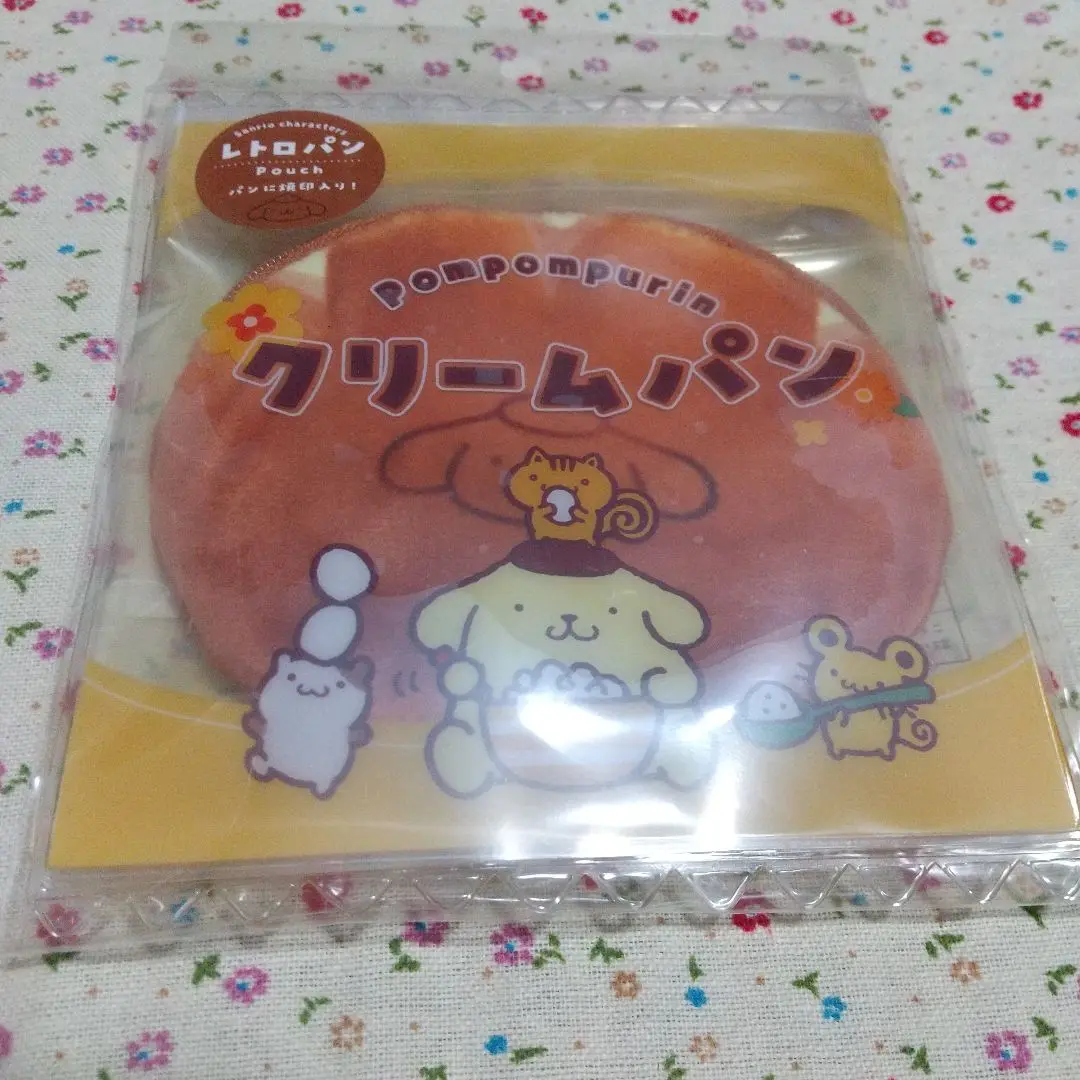 Sanrio characters
レトロパン
Pouch
パンに焼印入り!
Pompompurin
クリームパン